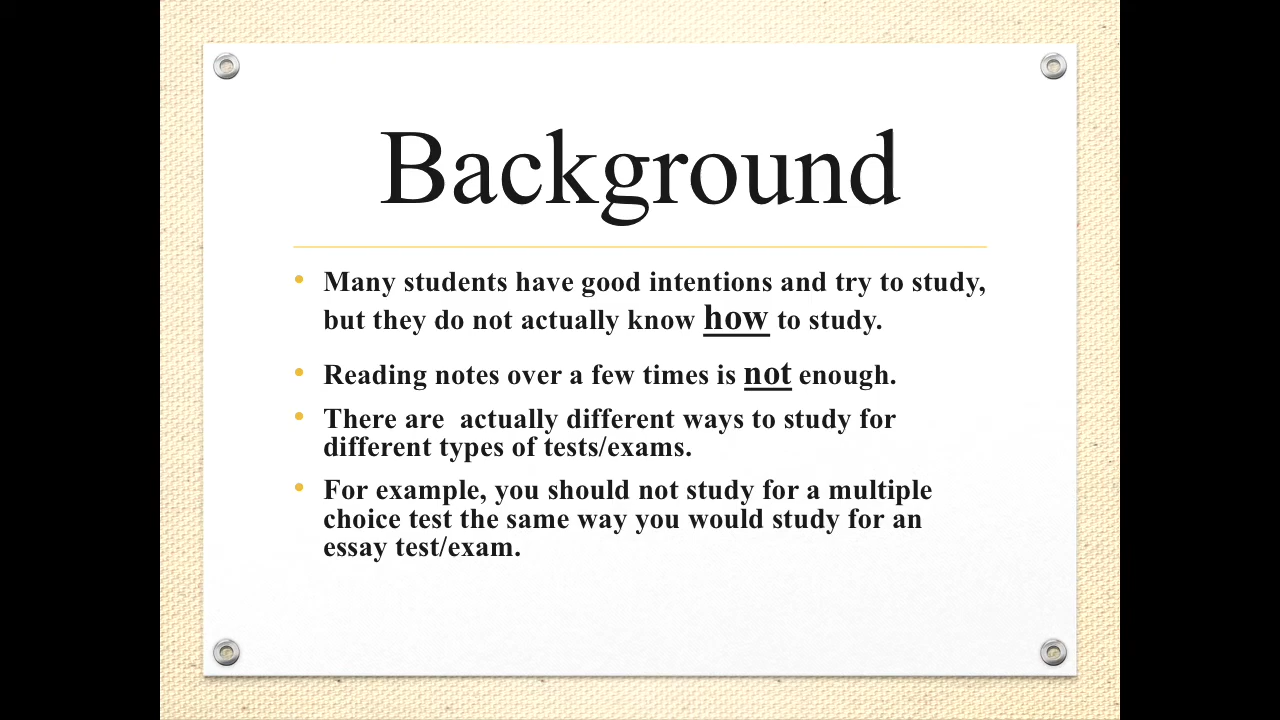 Background
• Many students have good intentions and try to study,
but they do not actually know how to study.
• Reading notes over a few times is not enough.
• There are  actually different ways to study for
different types of tests/exams.
• For example, you should not study for a multiple
choice test the same way you would study for an
essay test/exam.